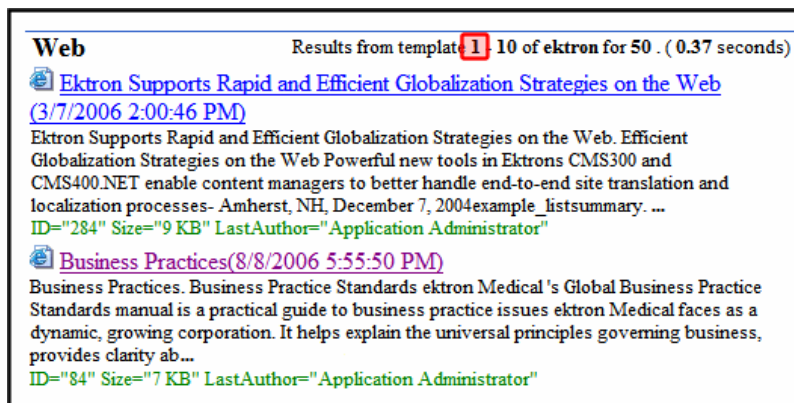 Web Results from template 1 - 10 of ektron for 50 . ( 0.37 seconds)
Ektron Supports Rapid and Efficient Globalization Strategies on the Web
(3/7/2006 2:00:46 PM)
Ektron Supports Rapid and Efficient Globalization Strategies on the Web. Efficient
Globalization Strategies on the Web Powerful new tools in Ektrons CMS300 and
CMS400.NET enable content managers to better handle end-to-end site translation and
localization processes- Amherst, NH, December 7, 2004example_listsummary. ...
ID="284" Size="9 KB" LastAuthor="Application Administrator"
Business Practices(8/8/2006 5:55:50 PM)
Business Practices. Business Practice Standards ektron Medical 's Global Business Practice
Standards manual is a practical guide to business practice issues ektron Medical faces as a
dynamic, growing corporation. It helps explain the universal principles governing business,
provides clarity ab...
ID="84" Size="7 KB" LastAuthor="Application Administrator"